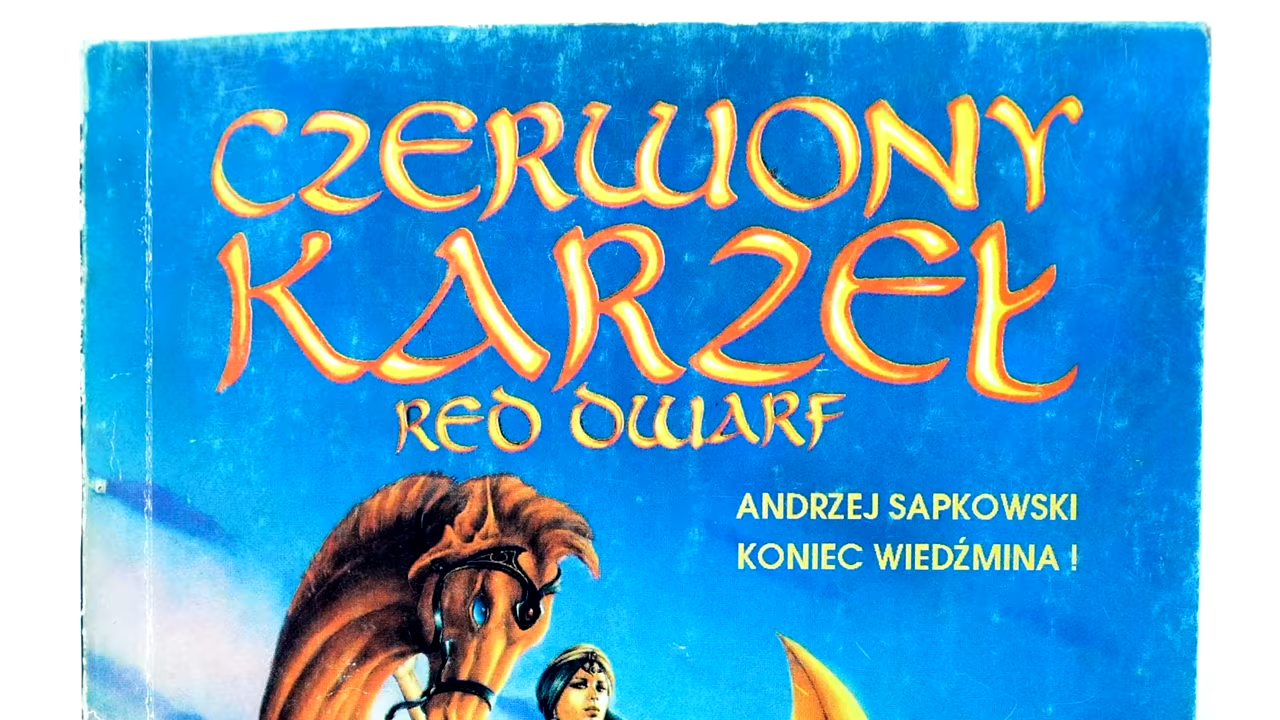 CZERWONY
KARZEŁ
RED DWARF
ANDRZEJ SAPKOWSKI
KONIEC WIEDŹMINA !